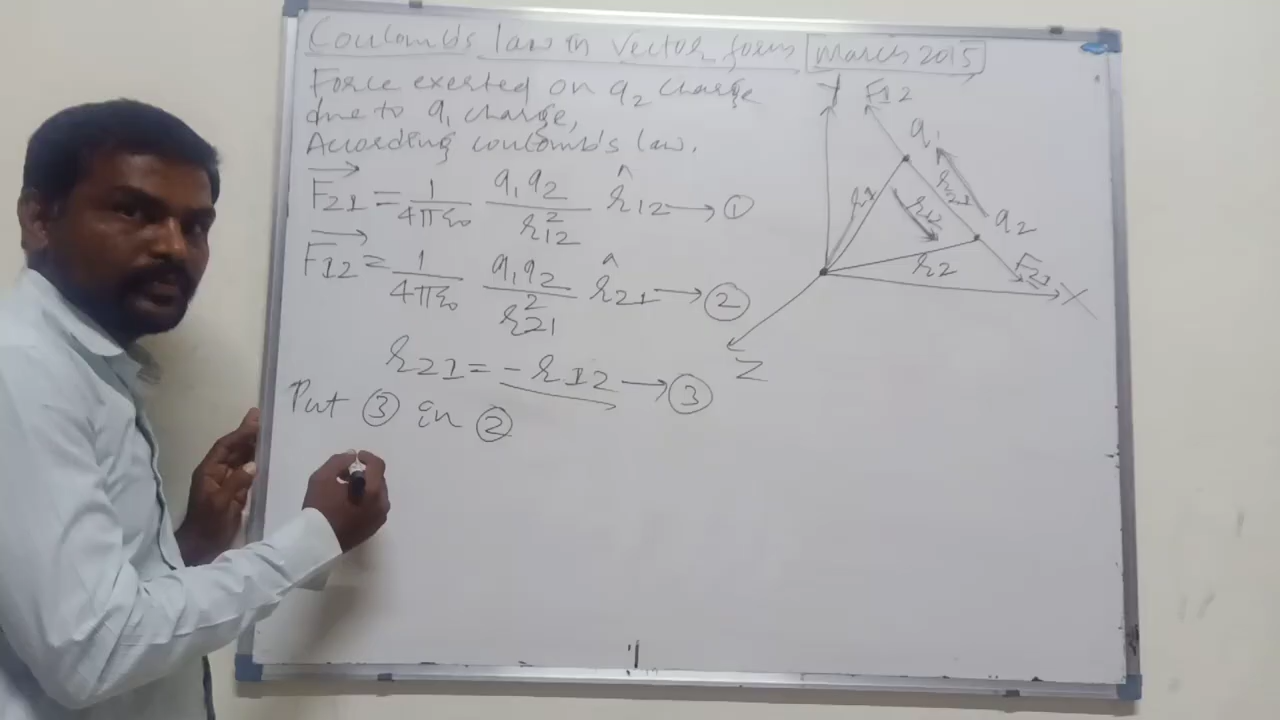 Coulomb's law in Vector form March 2015
Force exerted on q2 charge
due to q1 charge,
According coulomb's law.
F21 = 1/4πε0 q1q2/r²12 r̂12 → ①
F12 = 1/4πε0 q1q2/r²21 r̂21 → ②
r21 = - r12 → ③
Put ③ in ②
Y
F12
q1
r21
r1
r12
q2
r2
F21
X
Z